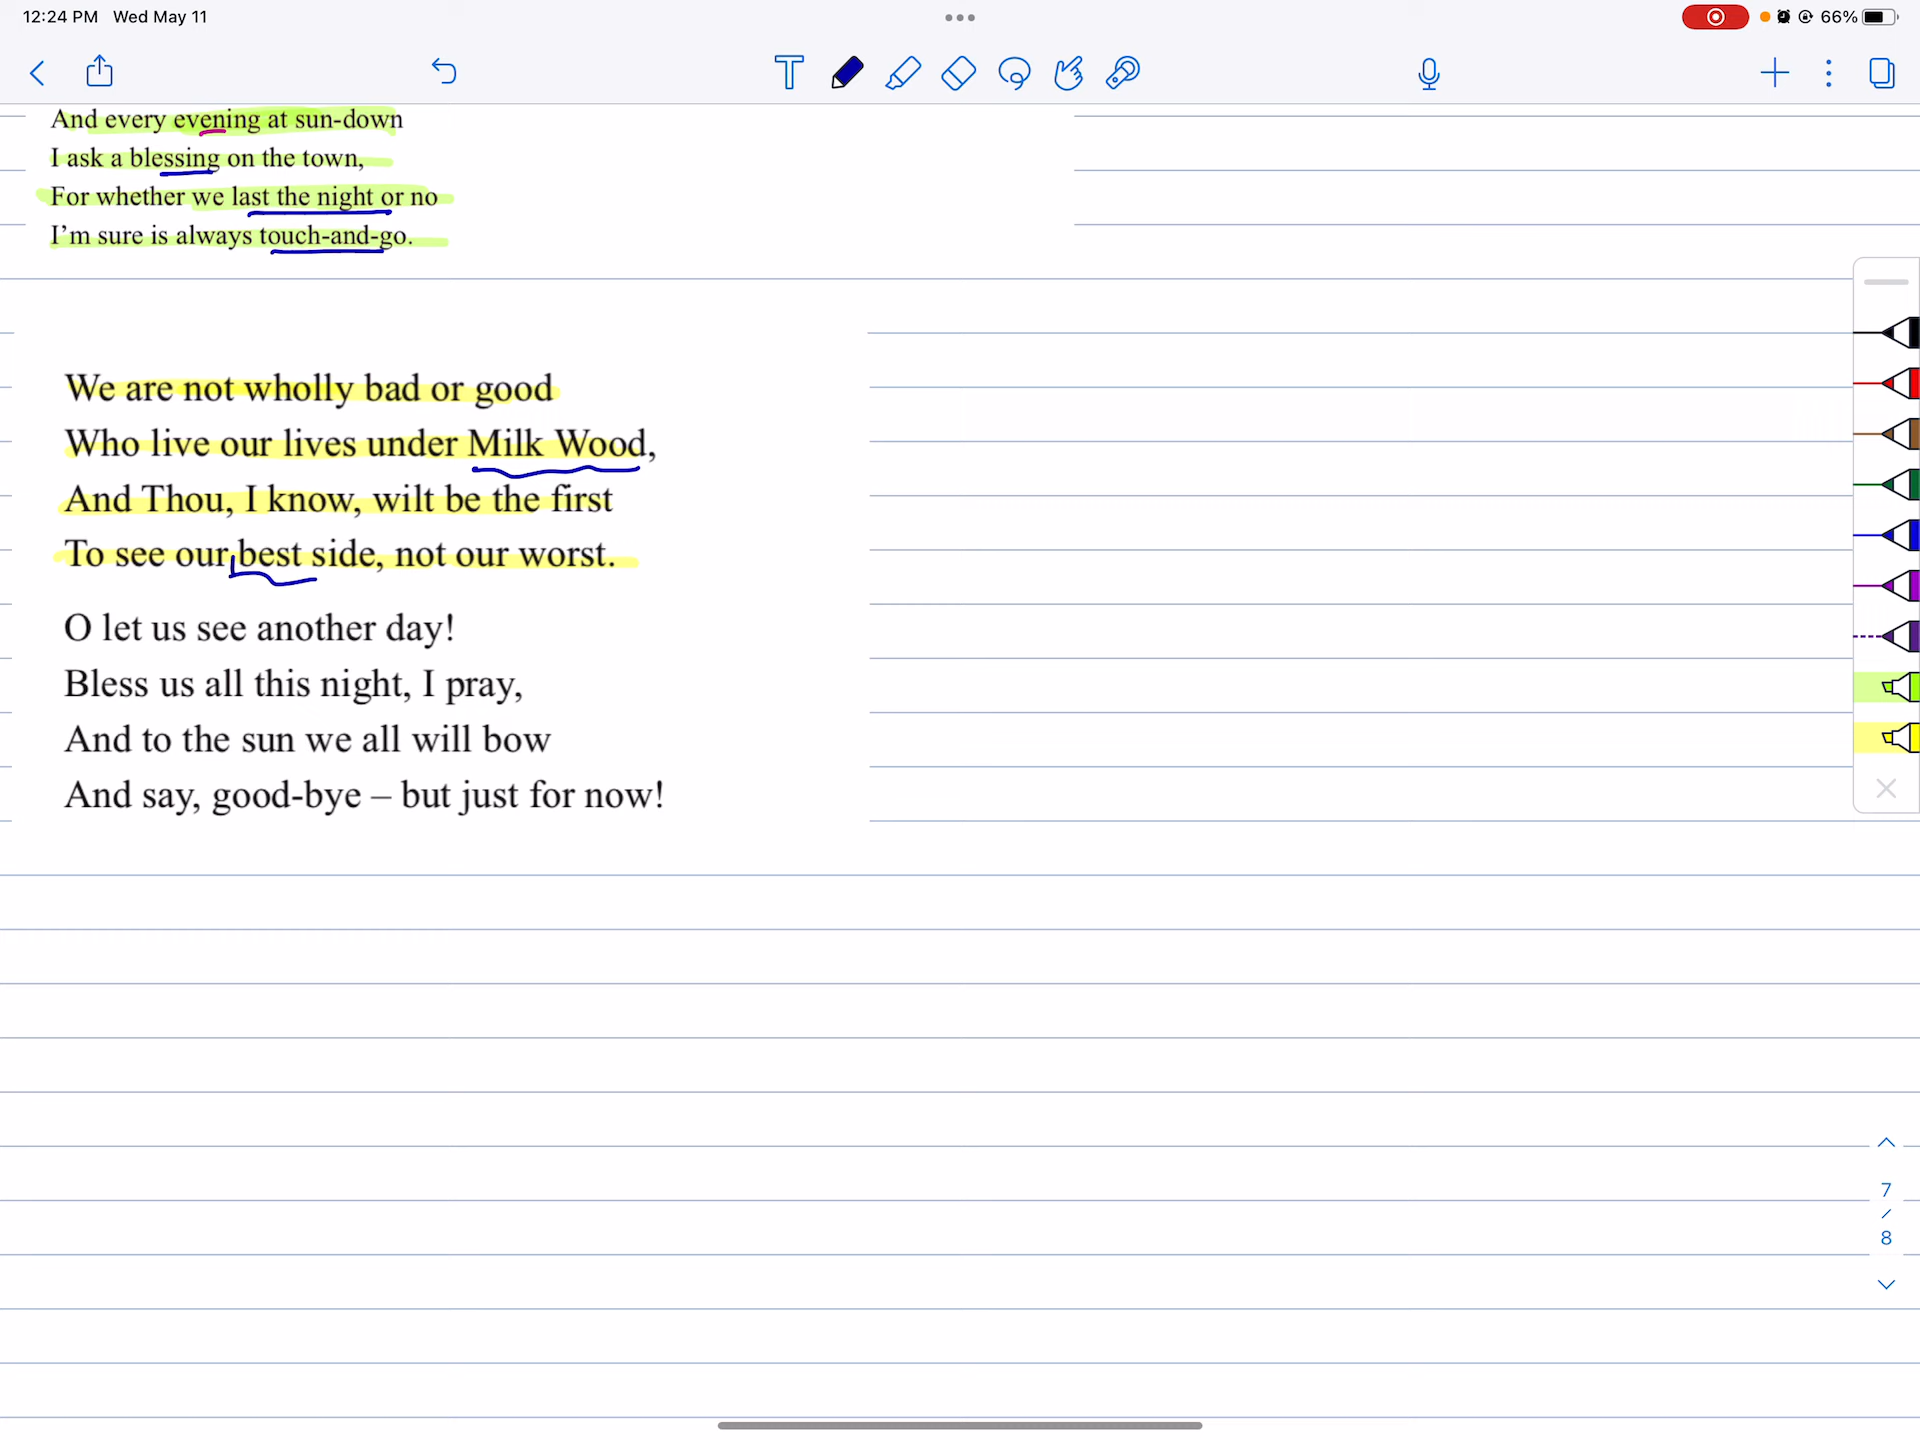 12:24 PM Wed May 11
66%
And every evening at sun-down
I ask a blessing on the town,
For whether we last the night or no
I’m sure is always touch-and-go.
We are not wholly bad or good
Who live our lives under Milk Wood,
And Thou, I know, wilt be the first
To see our best side, not our worst.
O let us see another day!
Bless us all this night, I pray,
And to the sun we all will bow
And say, good-bye – but just for now!
7
/
8